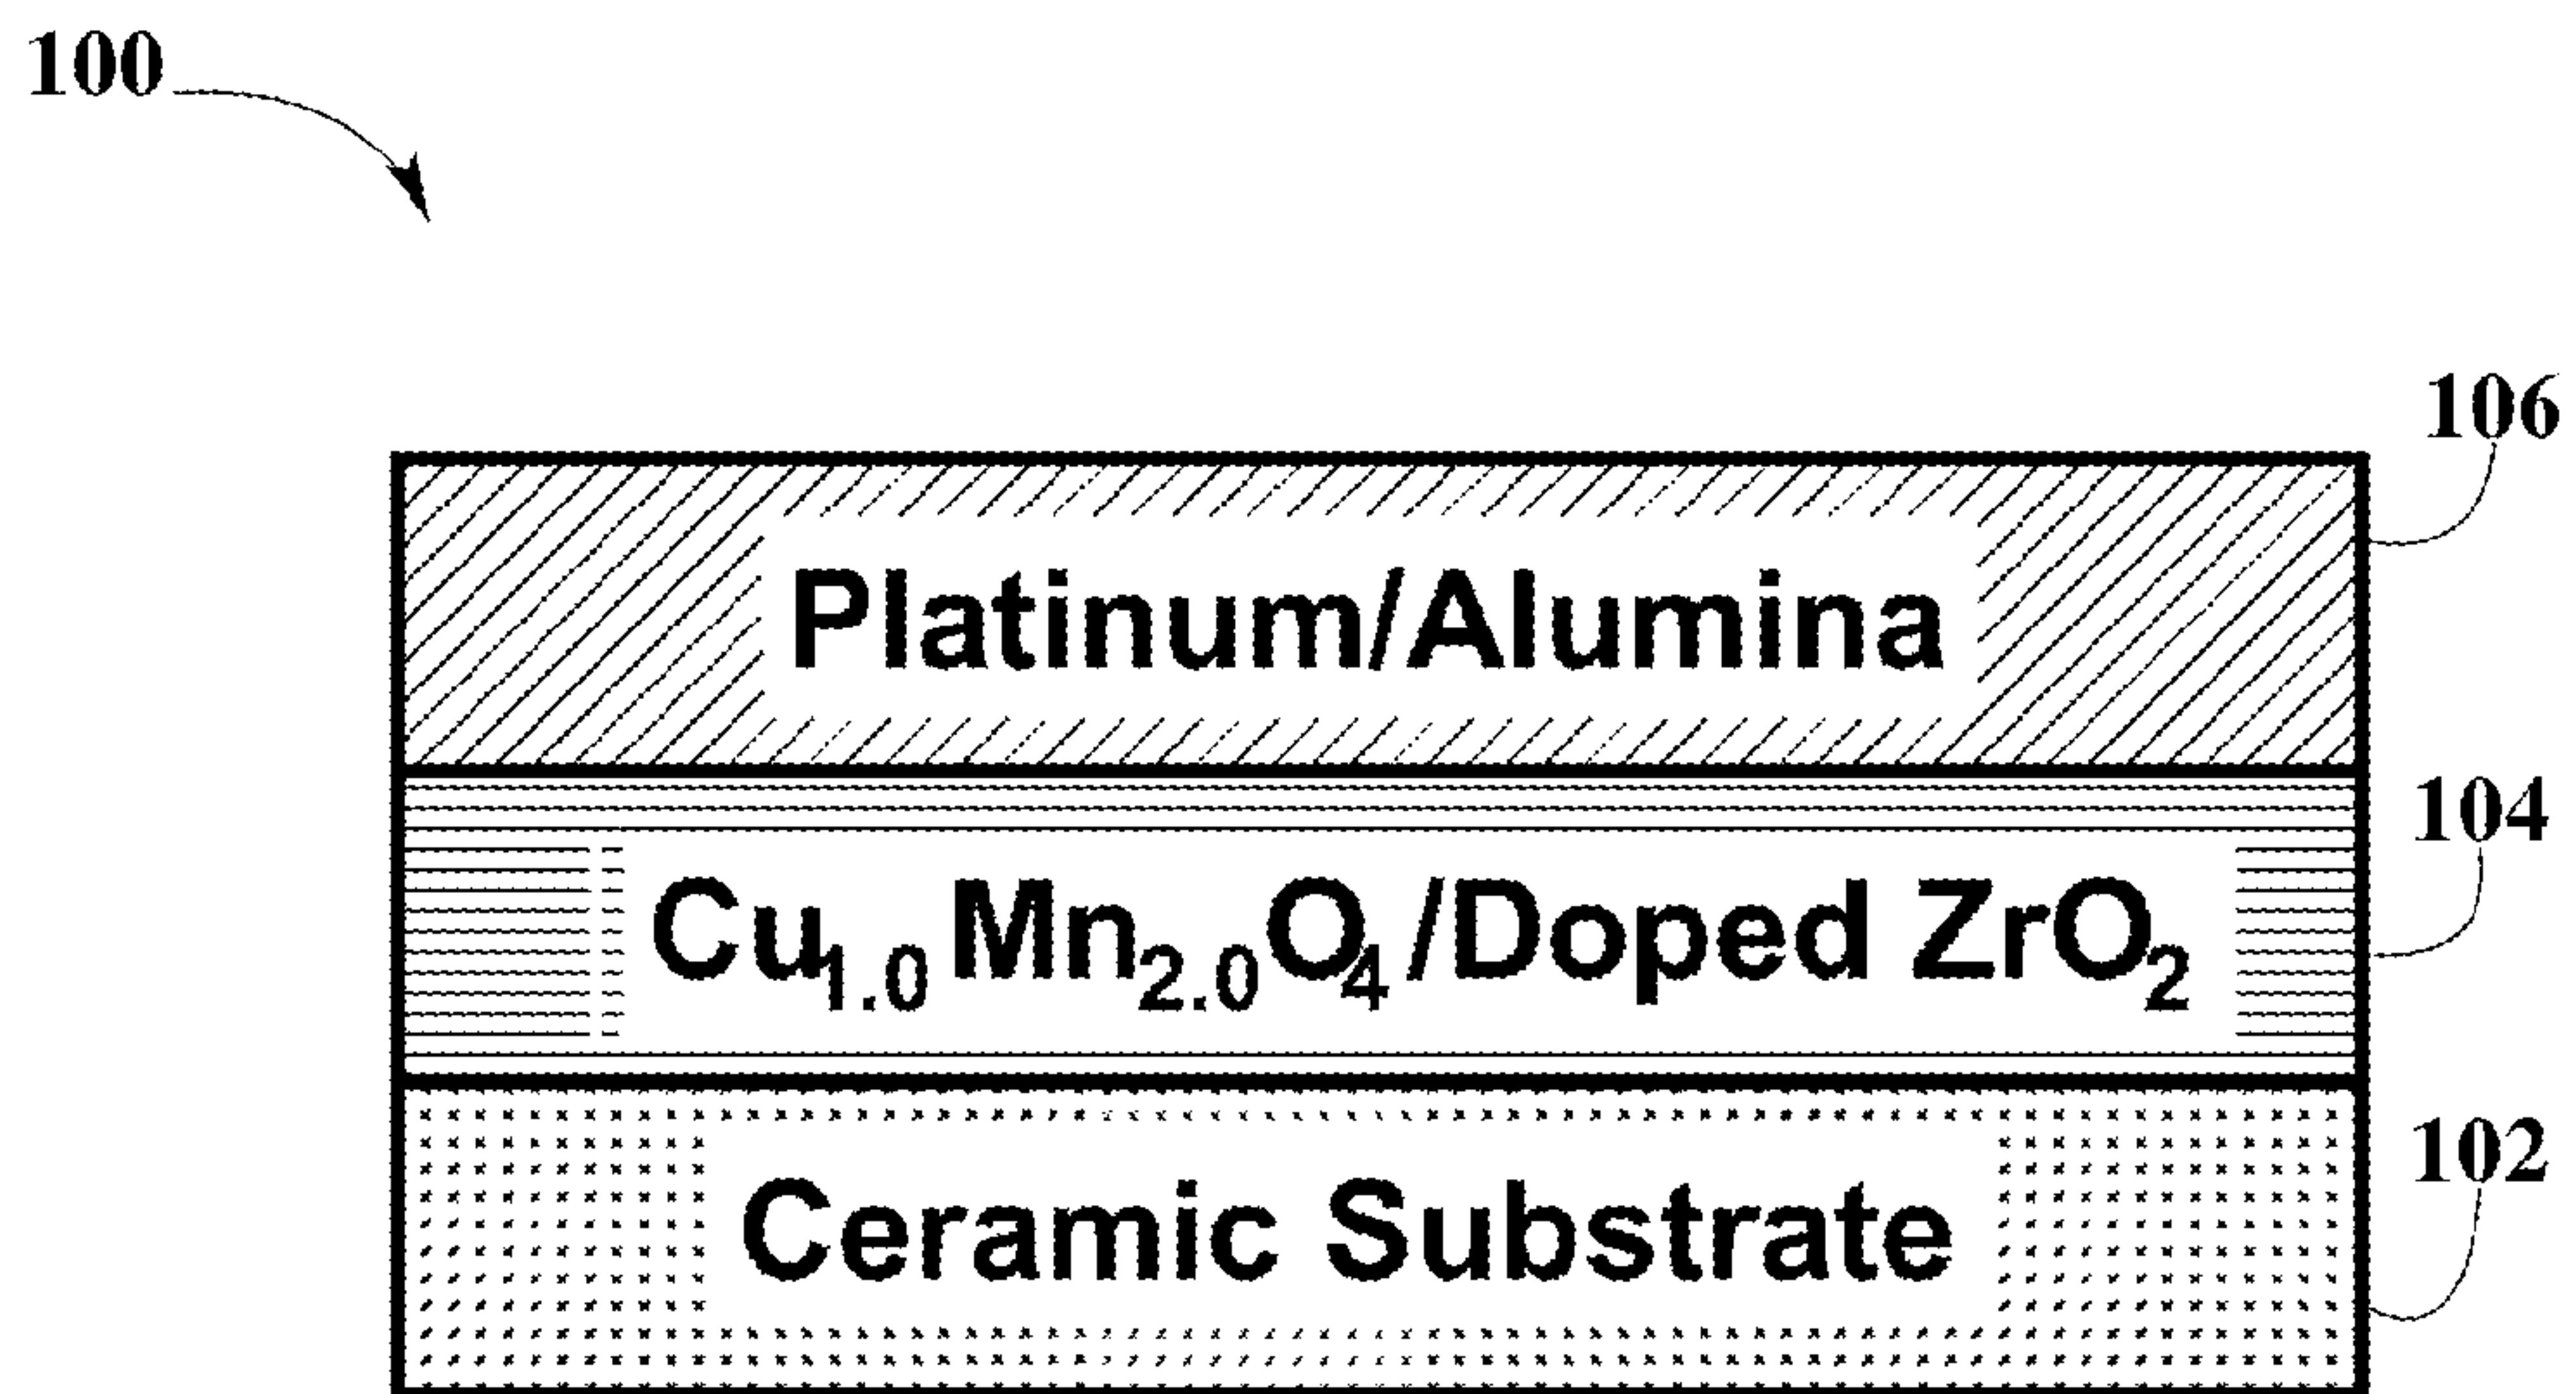 100
106
Platinum/Alumina
104
Cu1.0Mn2.0O4/Doped ZrO2
102
Ceramic Substrate